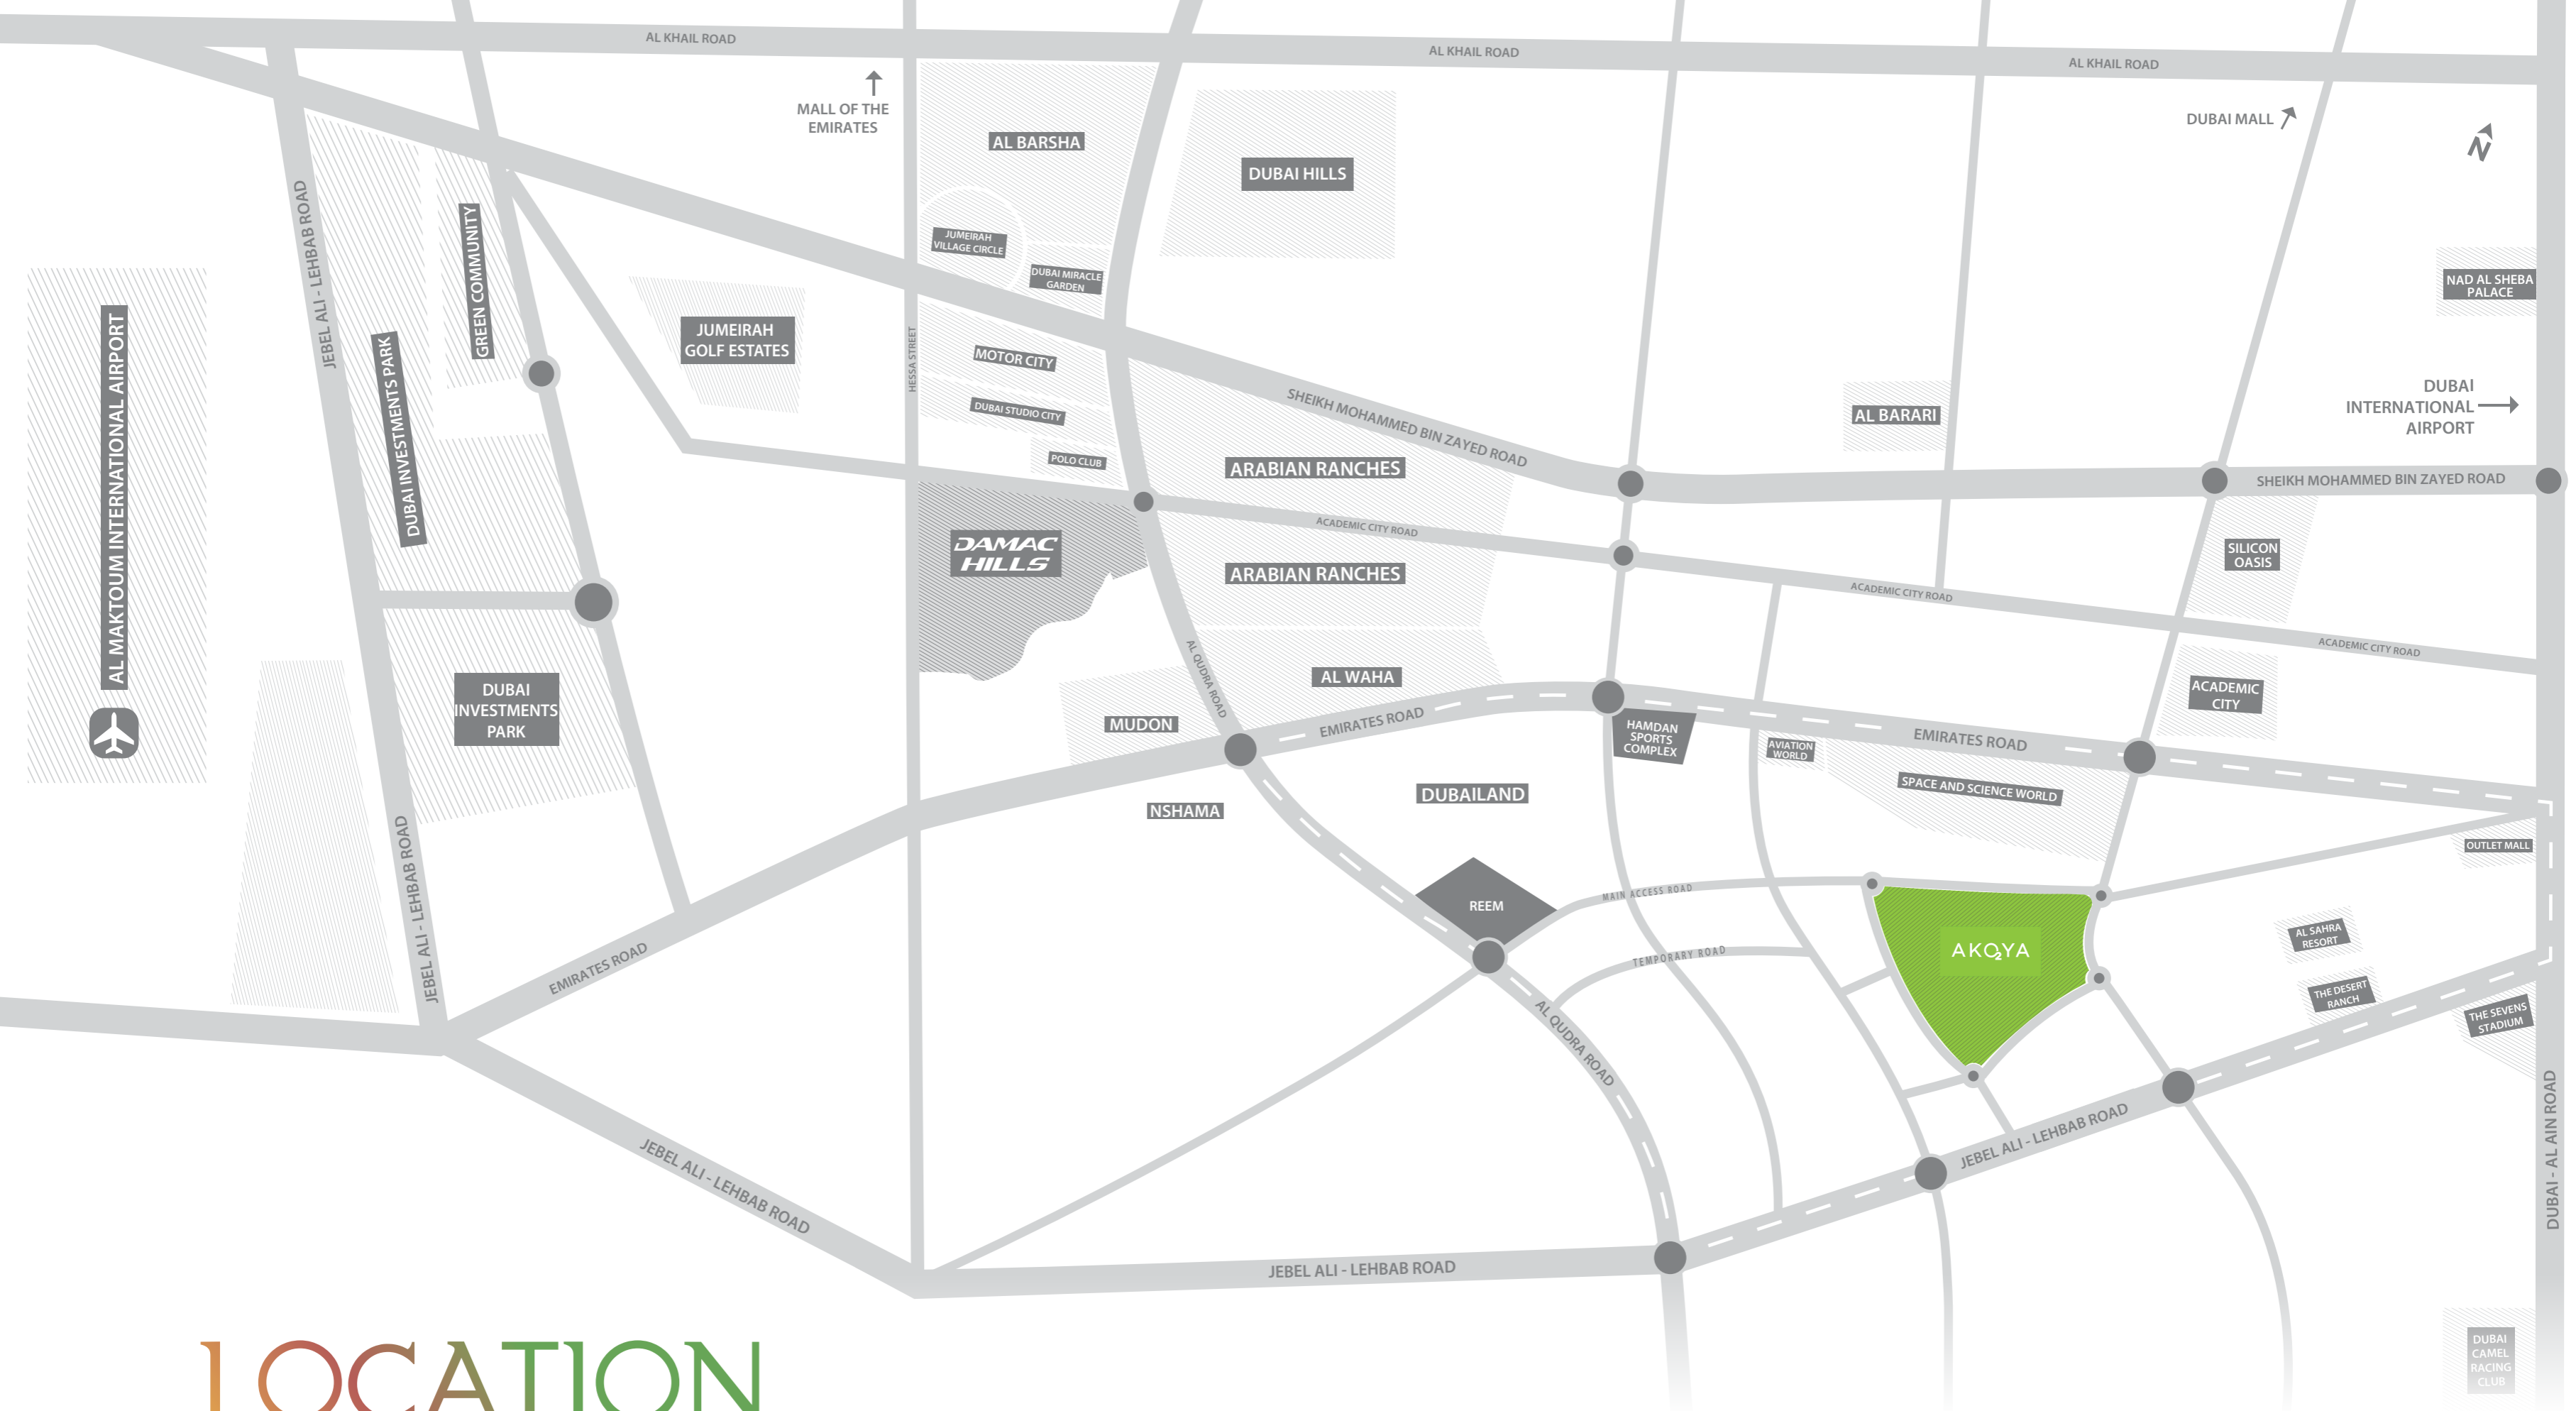 AL KHAIL ROAD
AL KHAIL ROAD
AL KHAIL ROAD
MALL OF THE
EMIRATES
DUBAI MALL
N
AL BARSHA
DUBAI HILLS
JUMEIRAH
VILLAGE CIRCLE
DUBAI MIRACLE
GARDEN
NAD AL SHEBA
PALACE
JEBEL ALI - LEHBAB ROAD
GREEN COMMUNITY
DUBAI INVESTMENTS PARK
AL MAKTOUM INTERNATIONAL AIRPORT
JUMEIRAH
GOLF ESTATES
HESSA STREET
MOTOR CITY
DUBAI STUDIO CITY
POLO CLUB
SHEIKH MOHAMMED BIN ZAYED ROAD
AL BARARI
DUBAI
INTERNATIONAL
AIRPORT
ARABIAN RANCHES
SHEIKH MOHAMMED BIN ZAYED ROAD
ACADEMIC CITY ROAD
DAMAC
HILLS
ARABIAN RANCHES
SILICON
OASIS
ACADEMIC CITY ROAD
ACADEMIC CITY ROAD
AL QUDRA ROAD
AL WAHA
ACADEMIC
CITY
DUBAI
INVESTMENTS
PARK
MUDON
EMIRATES ROAD
HAMDAN
SPORTS
COMPLEX
AVIATION
WORLD
EMIRATES ROAD
SPACE AND SCIENCE WORLD
NSHAMA
DUBAILAND
OUTLET MALL
JEBEL ALI - LEHBAB ROAD
REEM
MAIN ACCESS ROAD
TEMPORARY ROAD
AKO2YA
AL SAHRA
RESORT
THE DESERT
RANCH
THE SEVENS
STADIUM
EMIRATES ROAD
AL QUDRA ROAD
JEBEL ALI - LEHBAB ROAD
JEBEL ALI - LEHBAB ROAD
JEBEL ALI - LEHBAB ROAD
DUBAI - AL AIN ROAD
DUBAI
CAMEL
RACING
CLUB
LOCATION